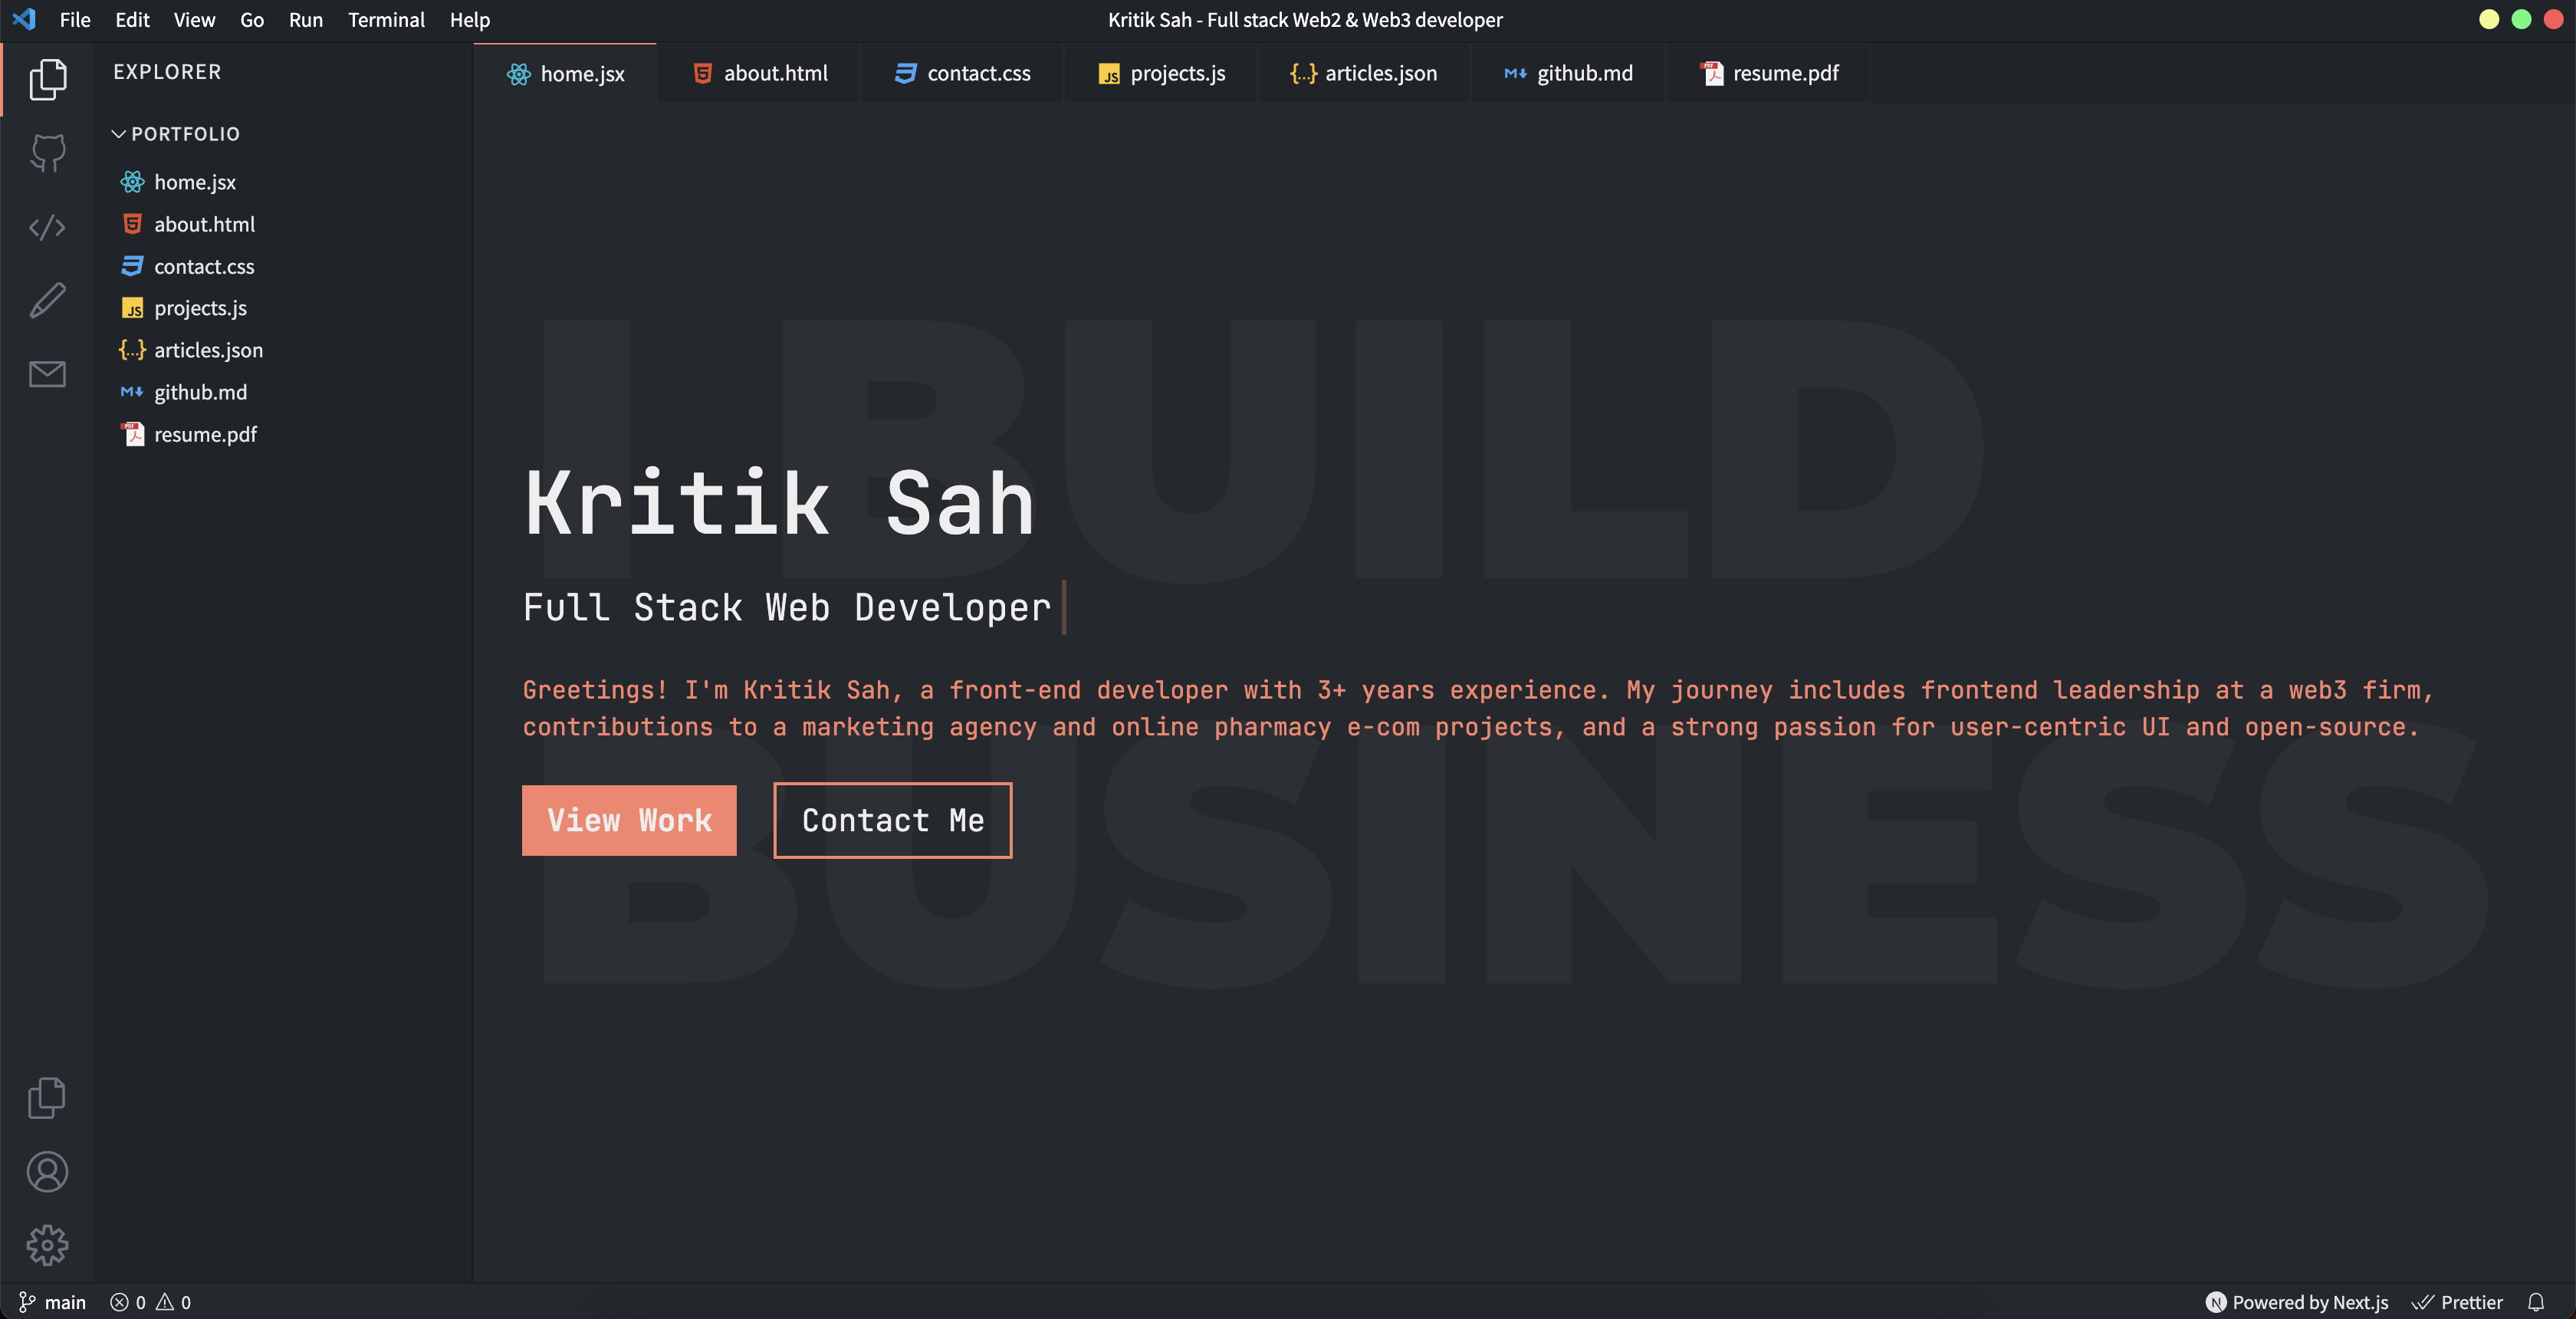 File Edit View Go Run Terminal Help
Kritik Sah - Full stack Web2 & Web3 developer
EXPLORER
PORTFOLIO
home.jsx
about.html
contact.css
projects.js
articles.json
github.md
resume.pdf
home.jsx about.html contact.css projects.js articles.json github.md resume.pdf
I BUILD
BUSINESS
Kritik Sah
Full Stack Web Developer
Greetings! I'm Kritik Sah, a front-end developer with 3+ years experience. My journey includes frontend leadership at a web3 firm,
contributions to a marketing agency and online pharmacy e-com projects, and a strong passion for user-centric UI and open-source.
View Work
Contact Me
main 0 0
Powered by Next.js Prettier